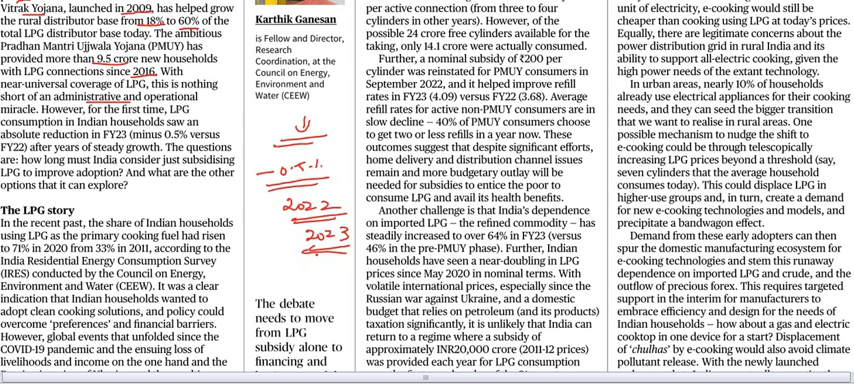 Vitrak Yojana, launched in 2009, has helped grow
the rural distributor base from 18% to 60% of the
total LPG distributor base today. The ambitious
Pradhan Mantri Ujjwala Yojana (PMUY) has
provided more than 9.5 crore new households
with LPG connections since 2016. With
near-universal coverage of LPG, this is nothing
short of an administrative and operational
miracle. However, for the first time, LPG
consumption in Indian households saw an
absolute reduction in FY23 (minus 0.5% versus
FY22) after years of steady growth. The questions
are: how long must India consider just subsidising
LPG to improve adoption? And what are the other
options that it can explore?
The LPG story
In the recent past, the share of Indian households
using LPG as the primary cooking fuel had risen
to 71% in 2020 from 33% in 2011, according to the
India Residential Energy Consumption Survey
(IRES) conducted by the Council on Energy,
Environment and Water (CEEW). It was a clear
indication that Indian households wanted to
adopt clean cooking solutions, and policy could
overcome ‘preferences’ and financial barriers.
However, global events that unfolded since the
COVID-19 pandemic and the ensuing loss of
livelihoods and income on the one hand and the
Karthik Ganesan
is Fellow and Director,
Research
Coordination, at the
Council on Energy,
Environment and
Water (CEEW)
- 0.5%
2022
2023
The debate
needs to move
from LPG
subsidy alone to
financing and
per active connection (from three to four
cylinders in other years). However, of the
possible 24 crore free cylinders available for the
taking, only 14.1 crore were actually consumed.
Further, a nominal subsidy of ₹200 per
cylinder was reinstated for PMUY consumers in
September 2022, and it helped improve refill
rates in FY23 (4.09) versus FY22 (3.68). Average
refill rates for active non-PMUY consumers are in
slow decline — 40% of PMUY consumers choose
to get two or less refills in a year now. These
outcomes suggest that despite significant efforts,
home delivery and distribution channel issues
remain and more budgetary outlay will be
needed for subsidies to entice the poor to
consume LPG and avail its health benefits.
Another challenge is that India’s dependence
on imported LPG — the refined commodity — has
steadily increased to over 64% in FY23 (versus
46% in the pre-PMUY phase). Further, Indian
households have seen a near-doubling in LPG
prices since May 2020 in nominal terms. With
volatile international prices, especially since the
Russian war against Ukraine, and a domestic
budget that relies on petroleum (and its products)
taxation significantly, it is unlikely that India can
return to a regime where a subsidy of
approximately INR20,000 crore (2011-12 prices)
was provided each year for LPG consumption
unit of electricity, e-cooking would still be
cheaper than cooking using LPG at today’s prices.
Equally, there are legitimate concerns about the
power distribution grid in rural India and its
ability to support all-electric cooking, given the
high power needs of the extant technology.
In urban areas, nearly 10% of households
already use electrical appliances for their cooking
needs, and they can seed the bigger transition
that we want to realise in rural areas. One
possible mechanism to nudge the shift to
e-cooking could be through telescopically
increasing LPG prices beyond a threshold (say,
seven cylinders that the average household
consumes today). This could displace LPG in
higher-use groups and, in turn, create a demand
for new e-cooking technologies and models, and
precipitate a bandwagon effect.
Demand from these early adopters can then
spur the domestic manufacturing ecosystem for
e-cooking technologies and stem this runaway
dependence on imported LPG and crude, and the
outflow of precious forex. This requires targeted
support in the interim for manufacturers to
embrace efficiency and design for the needs of
Indian households — how about a gas and electric
cooktop in one device for a start? Displacement
of ‘chulhas’ by e-cooking would also avoid climate
pollutant release. With the newly launched